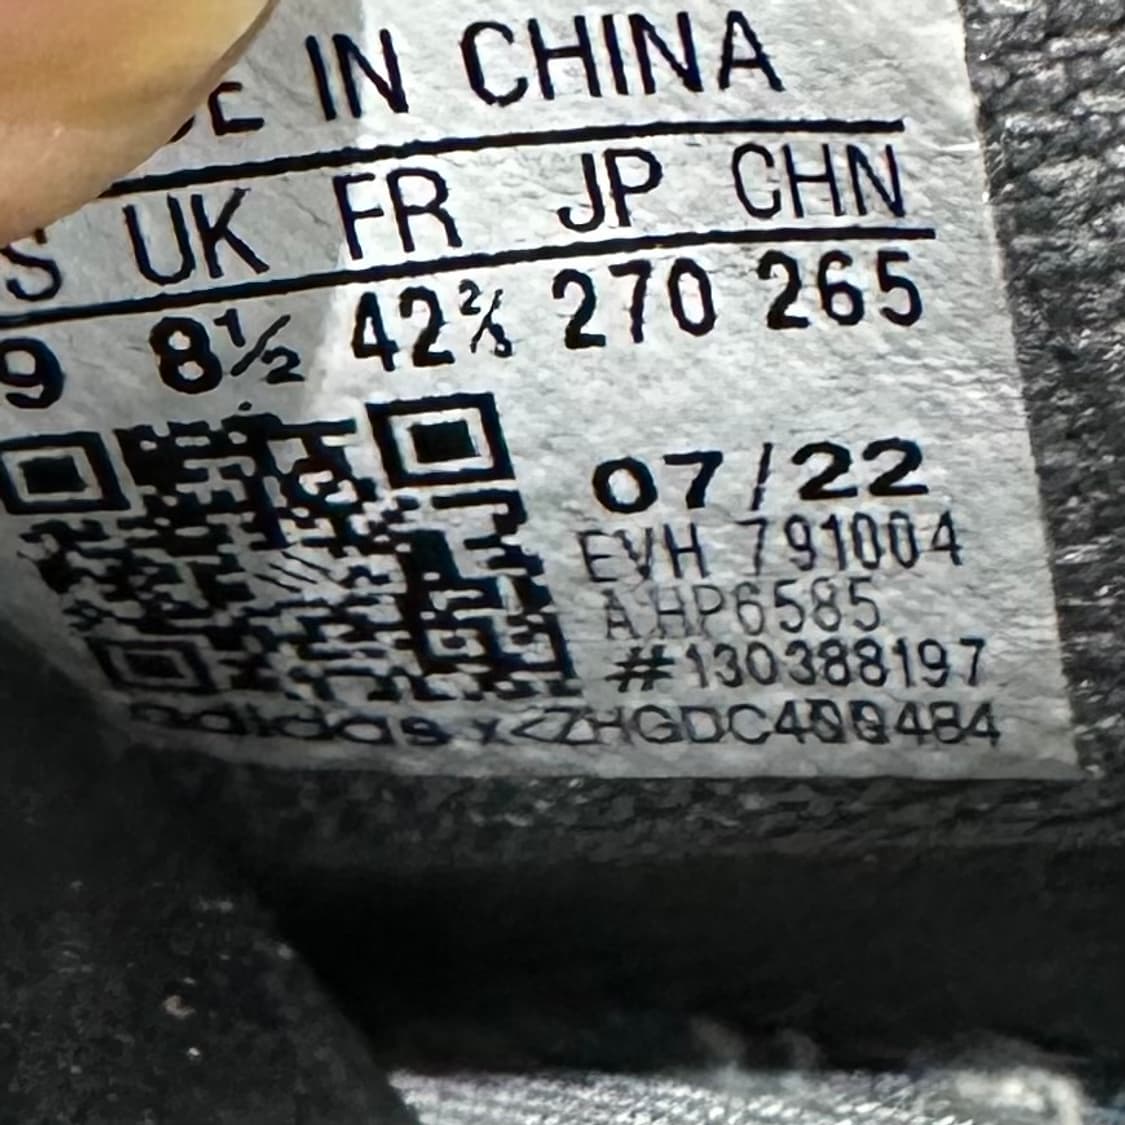 IN CHINA
UK FR JP CHN
9 8½ 42⅔ 270 265
07/22
EVH 791004
A HP6585
#130388197
adidas